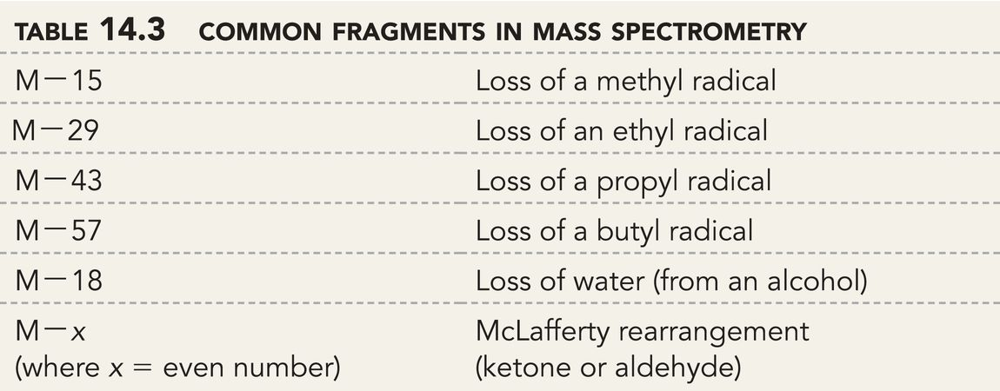 TABLE 14.3 COMMON FRAGMENTS IN MASS SPECTROMETRY
M—15 Loss of a methyl radical
M—29 Loss of an ethyl radical
M—43 Loss of a propyl radical
M—57 Loss of a butyl radical
M—18 Loss of water (from an alcohol)
M—x McLafferty rearrangement
(where x = even number) (ketone or aldehyde)